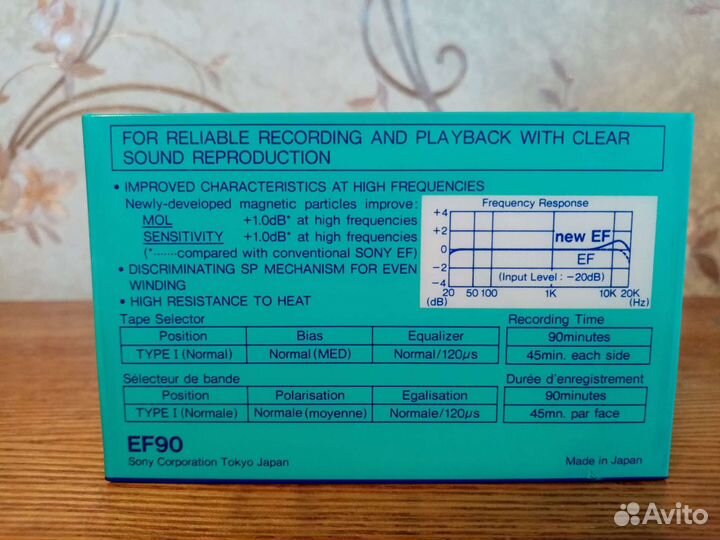 FOR RELIABLE RECORDING AND PLAYBACK WITH CLEAR
SOUND REPRODUCTION
• IMPROVED CHARACTERISTICS AT HIGH FREQUENCIES
Newly-developed magnetic particles improve:
MOL +1.0dB* at high frequencies
SENSITIVITY +1.0dB* at high frequencies
(*·······compared with conventional SONY EF)
• DISCRIMINATING SP MECHANISM FOR EVEN
WINDING
• HIGH RESISTANCE TO HEAT
Frequency Response
+4
+2
0
−2
−4
(dB)
new EF
EF
(Input Level : −20dB)
20 50 100 1K 10K 20K
(Hz)
Tape Selector
Position Bias Equalizer
TYPE I (Normal) Normal (MED) Normal/120µs
Recording Time
90minutes
45min. each side
Sélecteur de bande
Position Polarisation Egalisation
TYPE I (Normale) Normale (moyenne) Normale/120µs
Durée d'enregistrement
90minutes
45mn. par face
EF90
Sony Corporation Tokyo Japan
Made in Japan
Avito